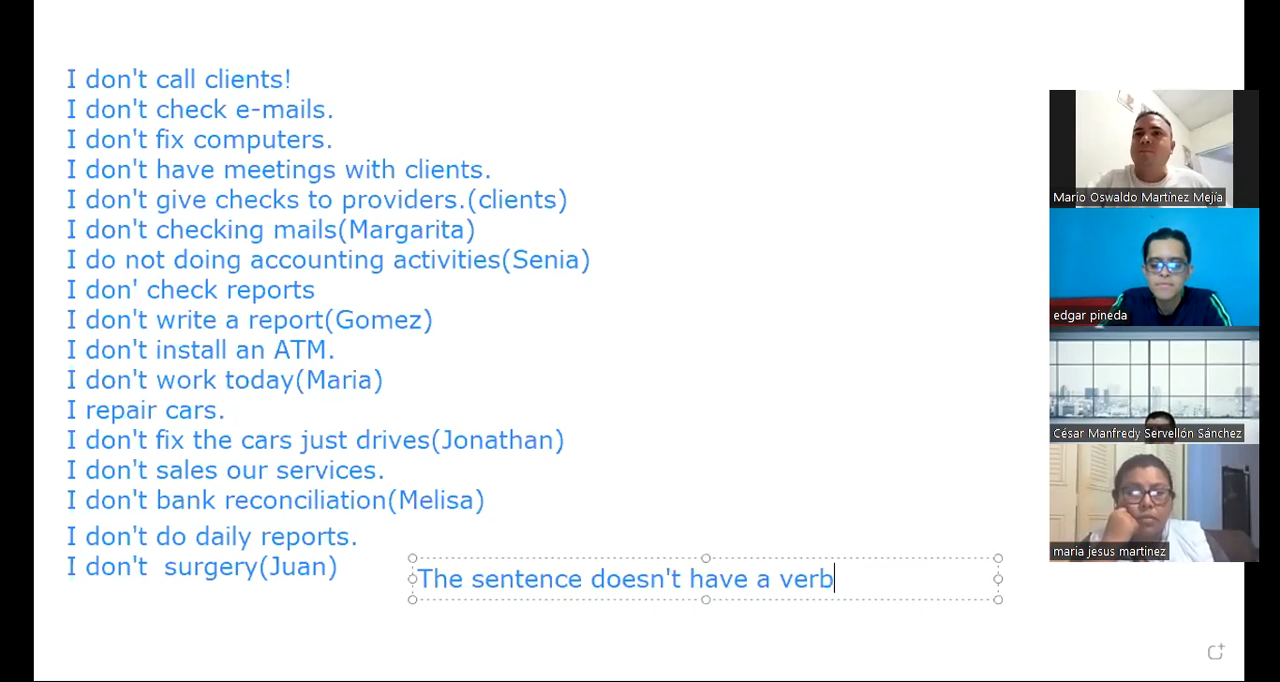 I don't call clients!
I don't check e-mails.
I don't fix computers.
I don't have meetings with clients.
I don't give checks to providers.(clients)
I don't checking mails(Margarita)
I do not doing accounting activities(Senia)
I don' check reports
I don't write a report(Gomez)
I don't install an ATM.
I don't work today(Maria)
I repair cars.
I don't fix the cars just drives(Jonathan)
I don't sales our services.
I don't bank reconciliation(Melisa)
I don't do daily reports.
I don't  surgery(Juan)
The sentence doesn't have a verb
Mario Oswaldo Martínez Mejía
edgar pineda
César Manfredy Servellón Sánchez
maria jesus martinez